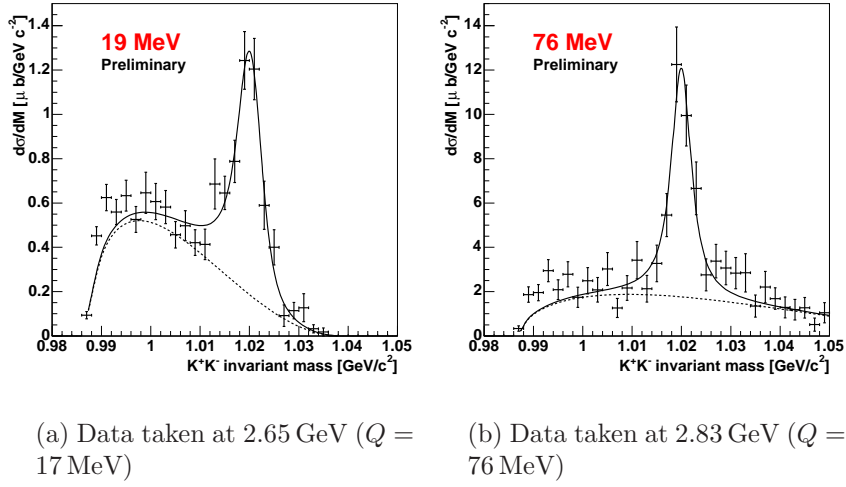 dσ/dM [ μ b/GeV c⁻²]
1.4
1.2
1
0.8
0.6
0.4
0.2
0
19 MeV
Preliminary
0.98 0.99 1 1.01 1.02 1.03 1.04 1.05
K⁺K⁻ invariant mass [GeV/c²]
dσ/dM [ μ b/GeV c⁻²]
14
12
10
8
6
4
2
0
76 MeV
Preliminary
0.98 0.99 1 1.01 1.02 1.03 1.04 1.05
K⁺K⁻ invariant mass [GeV/c²]
(a) Data taken at 2.65 GeV (Q =
17 MeV)
(b) Data taken at 2.83 GeV (Q =
76 MeV)